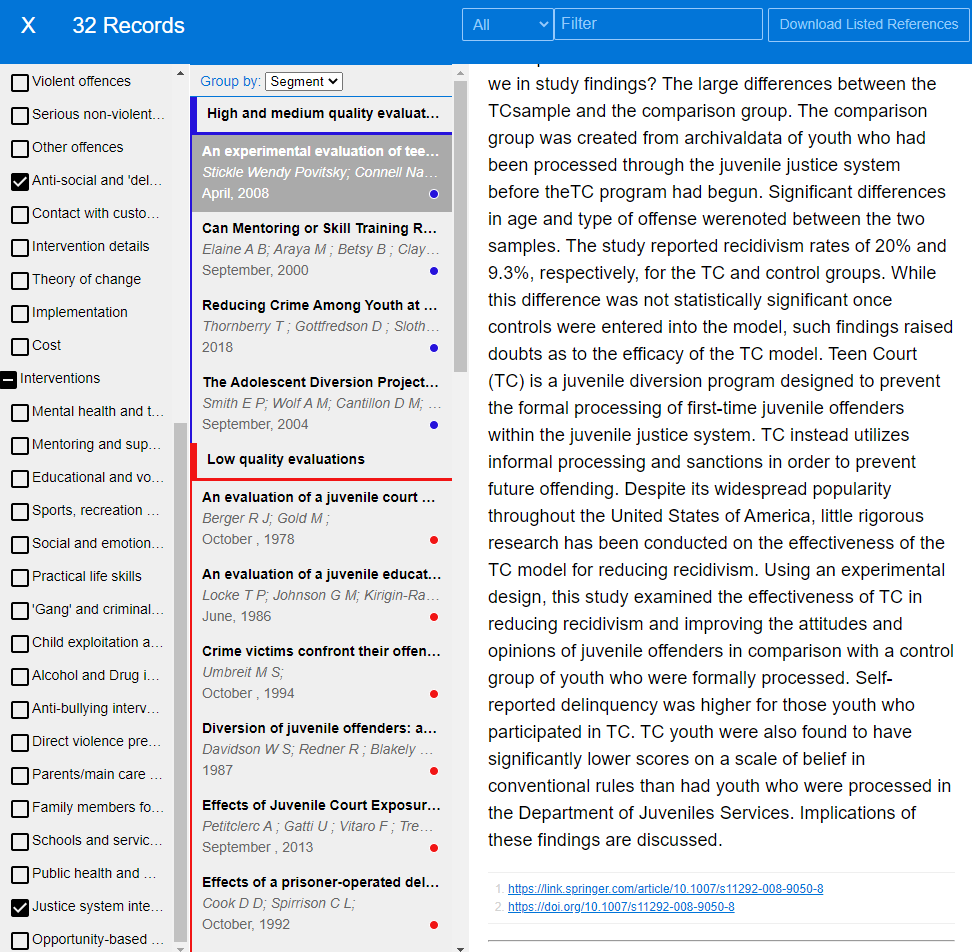 X
32 Records
All
Filter
Download Listed References
Violent offences
Serious non-violent...
Other offences
Anti-social and 'del...
Contact with custo...
Intervention details
Theory of change
Implementation
Cost
Interventions
Mental health and t...
Mentoring and sup...
Educational and vo...
Sports, recreation ...
Social and emotion...
Practical life skills
'Gang' and criminal...
Child exploitation a...
Alcohol and Drug i...
Anti-bullying interv...
Direct violence pre...
Parents/main care ...
Family members fo...
Schools and servic...
Public health and ...
Justice system inte...
Opportunity-based ...
Group by: Segment
High and medium quality evaluat...
An experimental evaluation of tee...
Stickle Wendy Povitsky; Connell Na...
April, 2008
Can Mentoring or Skill Training R...
Elaine A B; Araya M ; Betsy B ; Clay...
September, 2000
Reducing Crime Among Youth at ...
Thornberry T ; Gottfredson D ; Sloth...
2018
The Adolescent Diversion Project...
Smith E P; Wolf A M; Cantillon D M; ...
September, 2004
Low quality evaluations
An evaluation of a juvenile court ...
Berger R J; Gold M ;
October , 1978
An evaluation of a juvenile educat...
Locke T P; Johnson G M; Kirigin-Ra...
June, 1986
Crime victims confront their offen...
Umbreit M S;
October , 1994
Diversion of juvenile offenders: a...
Davidson W S; Redner R ; Blakely ...
1987
Effects of Juvenile Court Exposur...
Petitclerc A ; Gatti U ; Vitaro F ; Tre...
September , 2013
Effects of a prisoner-operated del...
Cook D D; Spirrison C L;
October, 1992
we in study findings? The large differences between the
TCsample and the comparison group. The comparison
group was created from archivaldata of youth who had
been processed through the juvenile justice system
before theTC program had begun. Significant differences
in age and type of offense werenoted between the two
samples. The study reported recidivism rates of 20% and
9.3%, respectively, for the TC and control groups. While
this difference was not statistically significant once
controls were entered into the model, such findings raised
doubts as to the efficacy of the TC model. Teen Court
(TC) is a juvenile diversion program designed to prevent
the formal processing of first-time juvenile offenders
within the juvenile justice system. TC instead utilizes
informal processing and sanctions in order to prevent
future offending. Despite its widespread popularity
throughout the United States of America, little rigorous
research has been conducted on the effectiveness of the
TC model for reducing recidivism. Using an experimental
design, this study examined the effectiveness of TC in
reducing recidivism and improving the attitudes and
opinions of juvenile offenders in comparison with a control
group of youth who were formally processed. Self-
reported delinquency was higher for those youth who
participated in TC. TC youth were also found to have
significantly lower scores on a scale of belief in
conventional rules than had youth who were processed in
the Department of Juveniles Services. Implications of
these findings are discussed.
1. https://link.springer.com/article/10.1007/s11292-008-9050-8
2. https://doi.org/10.1007/s11292-008-9050-8